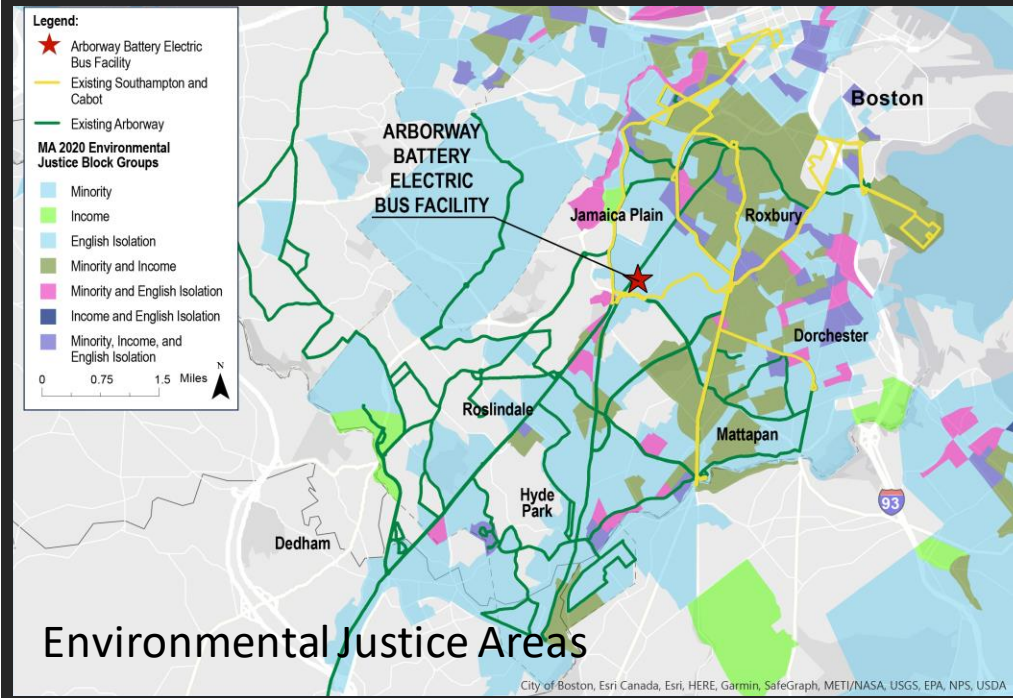 Legend:
Arborway Battery Electric
Bus Facility
Existing Southampton and
Cabot
Existing Arborway
MA 2020 Environmental
Justice Block Groups
Minority
Income
English Isolation
Minority and Income
Minority and English Isolation
Income and English Isolation
Minority, Income, and
English Isolation
0 0.75 1.5 Miles
N
ARBORWAY
BATTERY
ELECTRIC
BUS FACILITY
Boston
Jamaica Plain
Roxbury
Dorchester
Roslindale
Mattapan
Hyde
Park
Dedham
93
Environmental Justice Areas
City of Boston, Esri Canada, Esri, HERE, Garmin, SafeGraph, METI/NASA, USGS, EPA, NPS, USDA